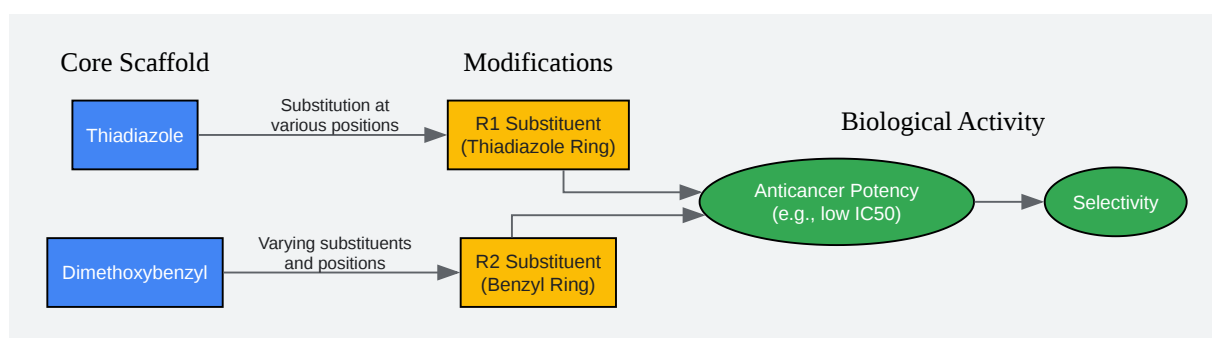 Core Scaffold
Modifications
Biological Activity
Thiadiazole
Substitution at
various positions
R1 Substituent
(Thiadiazole Ring)
Anticancer Potency
(e.g., low IC50)
Selectivity
Dimethoxybenzyl
Varying substituents
and positions
R2 Substituent
(Benzyl Ring)